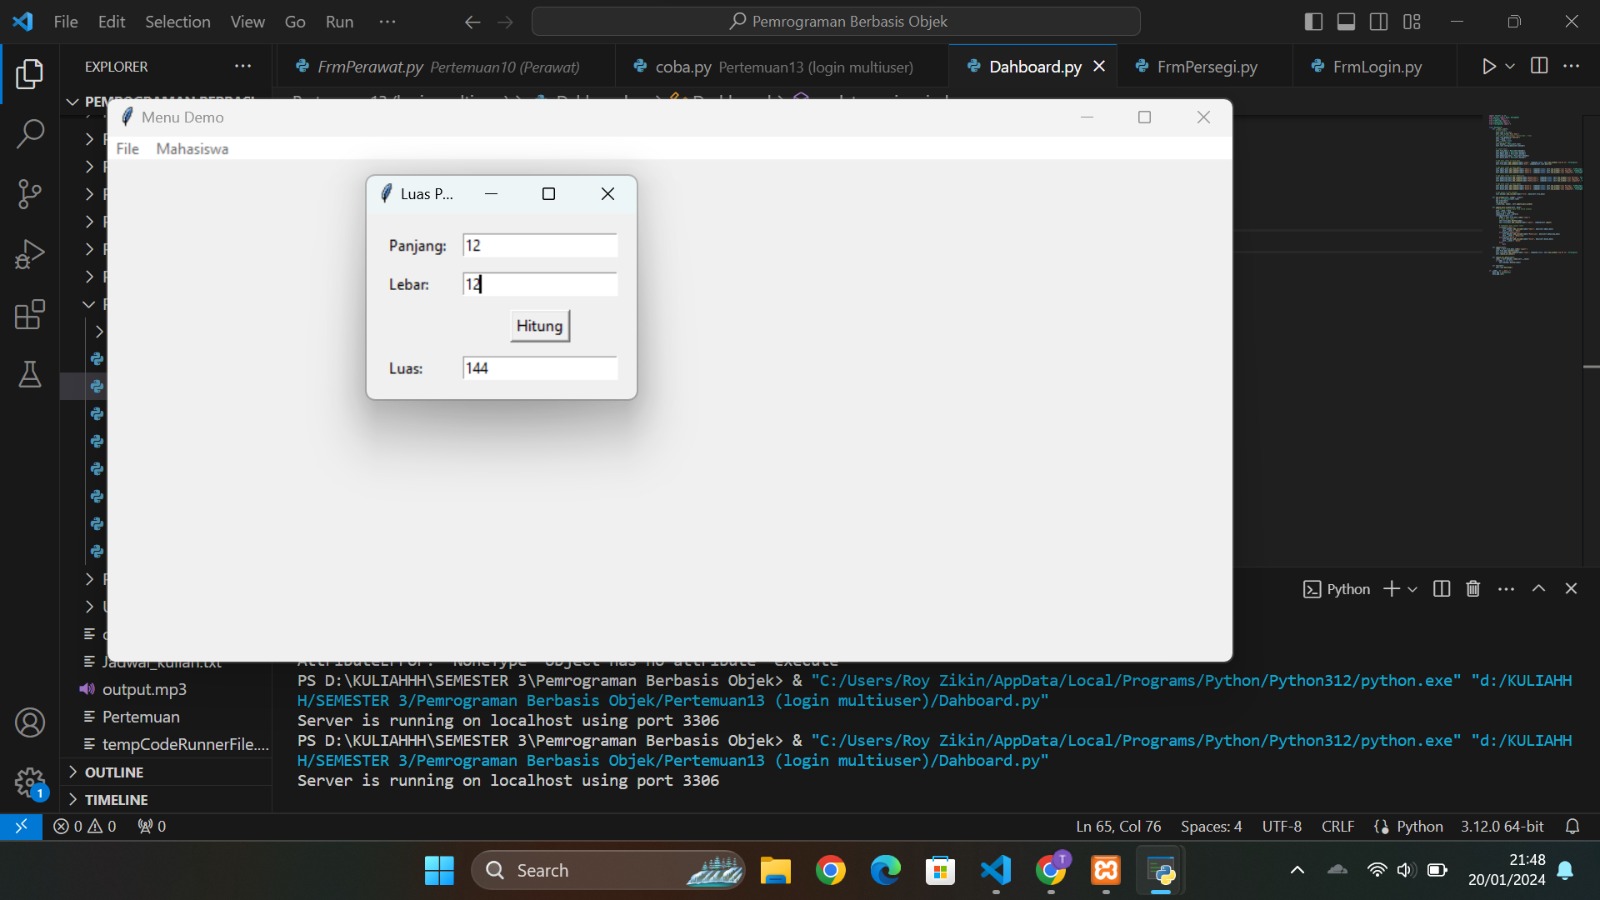 File Edit Selection View Go Run ··· Pemrograman Berbasis Objek
EXPLORER ···
FrmPerawat.py Pertemuan10 (Perawat)
coba.py Pertemuan13 (login multiuser)
Dahboard.py
FrmPersegi.py
FrmLogin.py
···
Menu Demo
File Mahasiswa
Luas P...
Panjang: 12
Lebar: 12
Hitung
Luas: 144
OUTLINE
TIMELINE
output.mp3
Pertemuan
tempCodeRunnerFile....
Python
PS D:\KULIAHHH\SEMESTER 3\Pemrograman Berbasis Objek> & "C:/Users/Roy Zikin/AppData/Local/Programs/Python/Python312/python.exe" "d:/KULIAHH
H/SEMESTER 3/Pemrograman Berbasis Objek/Pertemuan13 (login multiuser)/Dahboard.py"
Server is running on localhost using port 3306
PS D:\KULIAHHH\SEMESTER 3\Pemrograman Berbasis Objek> & "C:/Users/Roy Zikin/AppData/Local/Programs/Python/Python312/python.exe" "d:/KULIAHH
H/SEMESTER 3/Pemrograman Berbasis Objek/Pertemuan13 (login multiuser)/Dahboard.py"
Server is running on localhost using port 3306
1
0 0 0
Ln 65, Col 76 Spaces: 4 UTF-8 CRLF Python 3.12.0 64-bit
Search
T
21:48
20/01/2024